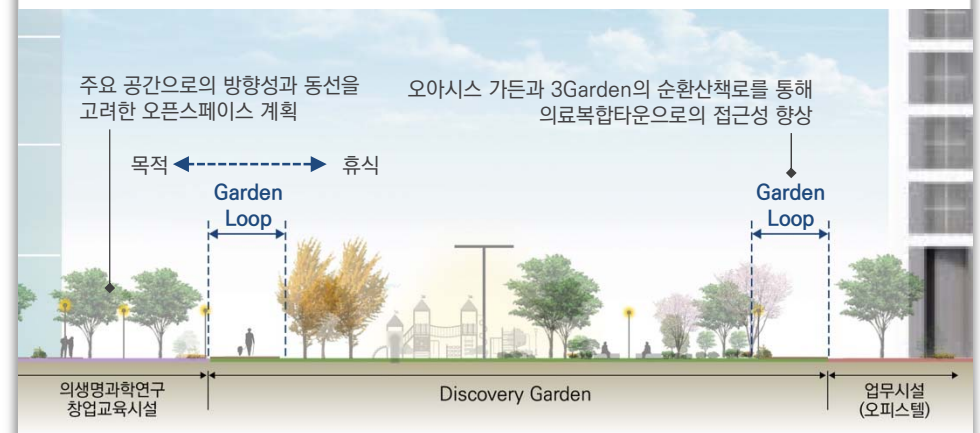 주요 공간으로의 방향성과 동선을
고려한 오픈스페이스 계획
오아시스 가든과 3Garden의 순환산책로를 통해
의료복합타운으로의 접근성 향상
목적
휴식
Garden
Loop
Garden
Loop
의생명과학연구
창업교육시설
Discovery Garden
업무시설
(오피스텔)